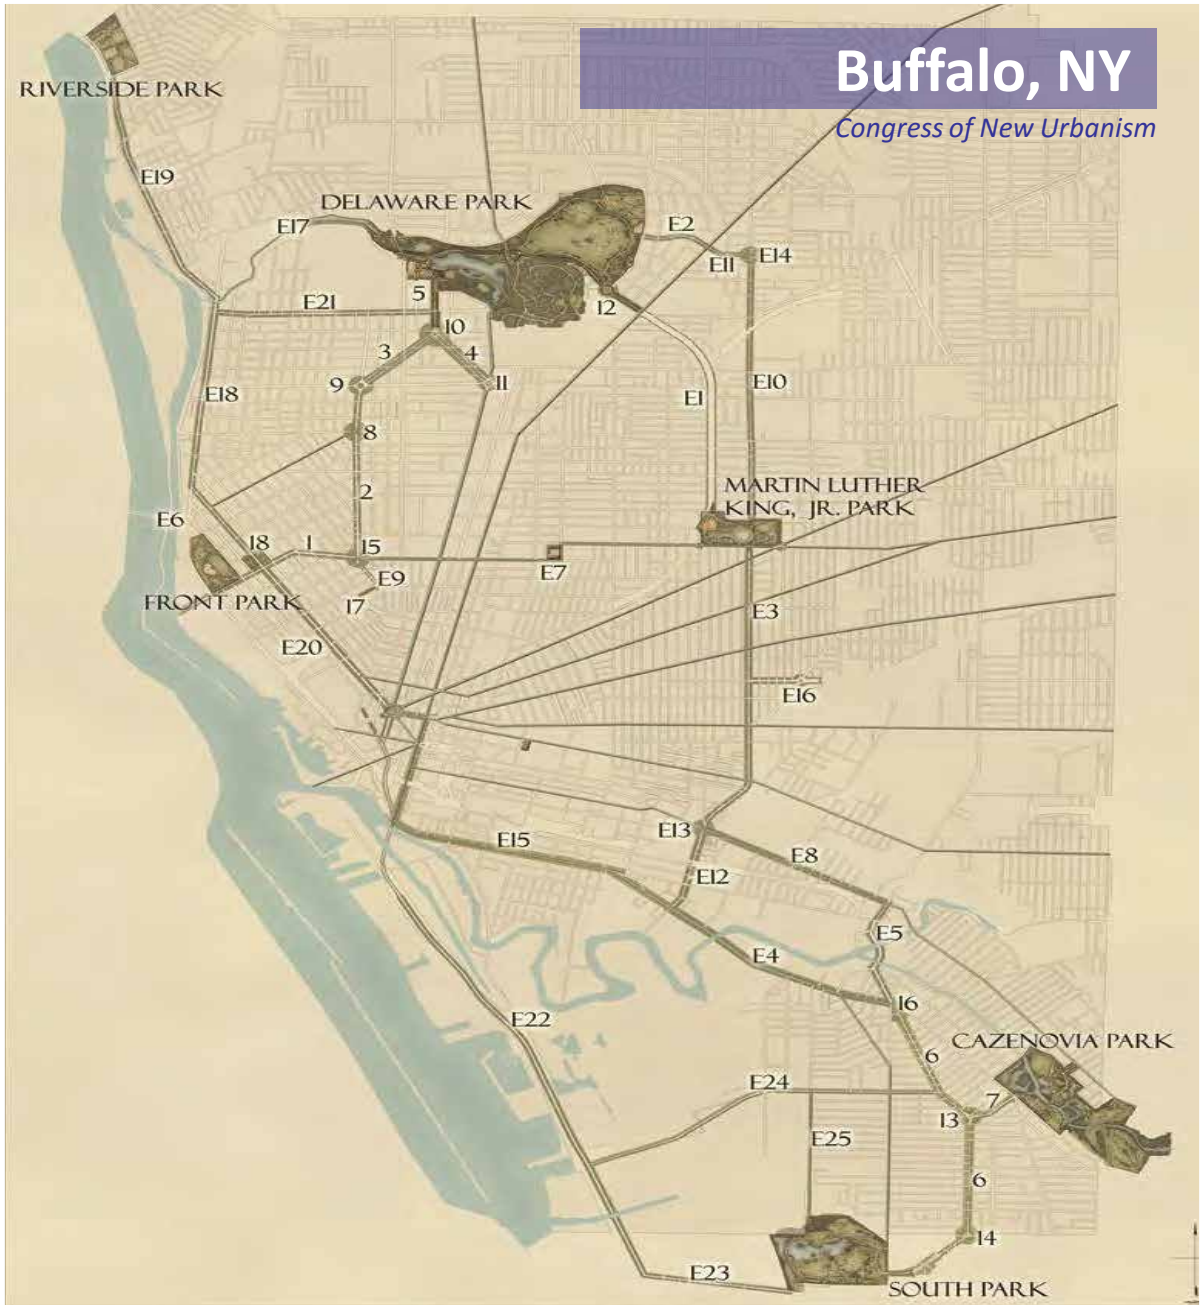 Buffalo, NY
Congress of New Urbanism
RIVERSIDE PARK
E19
DELAWARE PARK
E17
E2
E11
E14
5
12
E21
10
3
4
9
11
E18
E1
E10
8
2
MARTIN LUTHER
KING, JR. PARK
E6
18
1
15
E7
E9
FRONT PARK
17
E3
E20
E16
E13
E15
E8
E12
E5
E4
16
E22
6
CAZENOVIA PARK
E24
7
13
E25
6
14
E23
SOUTH PARK